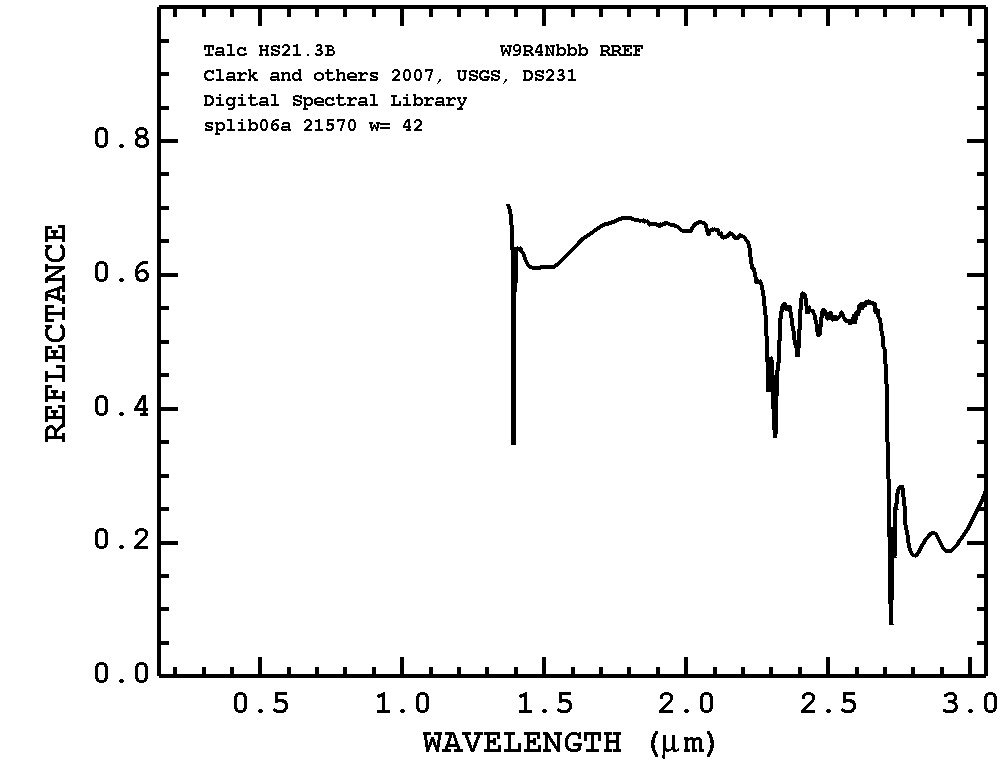 Talc HS21.3B W9R4Nbbb RREF
Clark and others 2007, USGS, DS231
Digital Spectral Library
splib06a 21570 w= 42
REFLECTANCE
0.8
0.6
0.4
0.2
0.0
0.5 1.0 1.5 2.0 2.5 3.0
WAVELENGTH (μm)